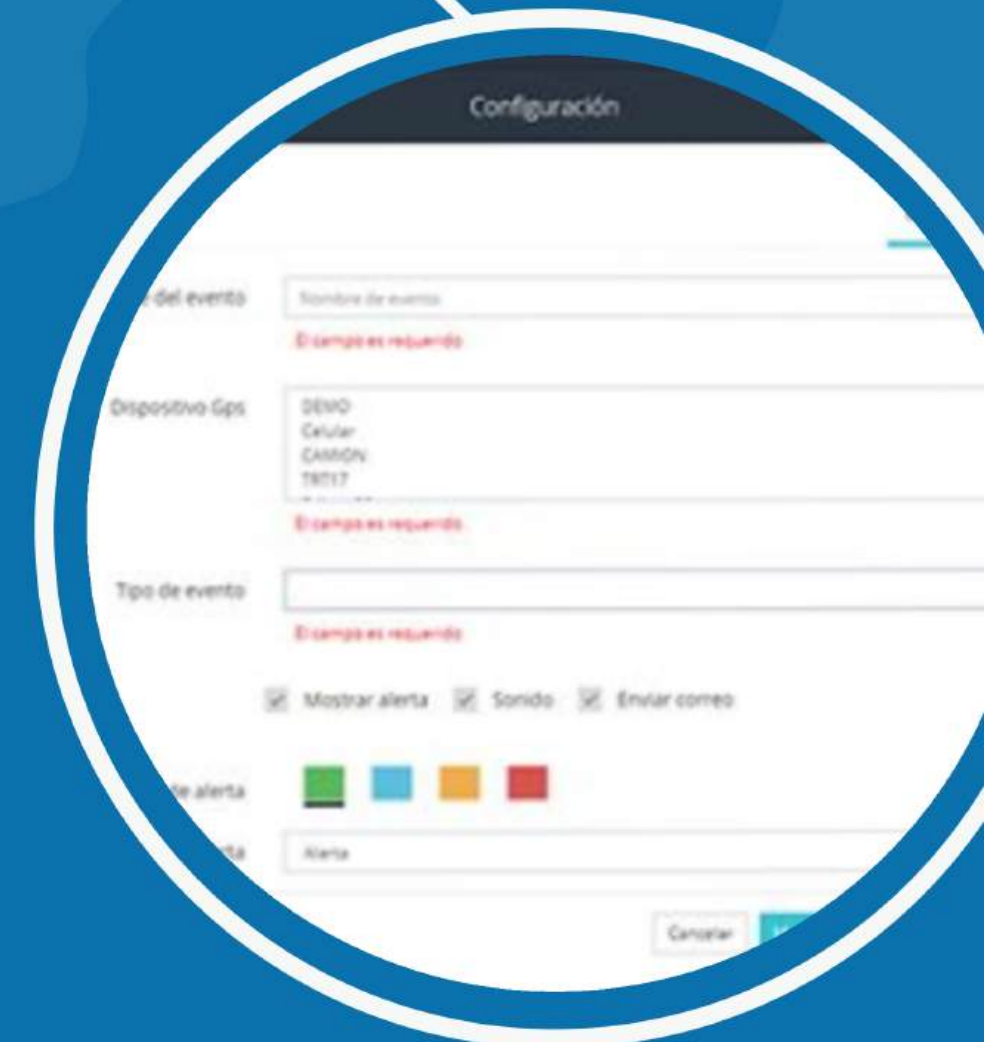 Configuración
del evento
Nombre de evento
El campo es requerido
Dispositivo Gps
DEMO
Celular
CAMION
TRT17
El campo es requerido
Tipo de evento
El campo es requerido
Mostrar alerta Sonido Enviar correo
de alerta
Alerta
Cancelar